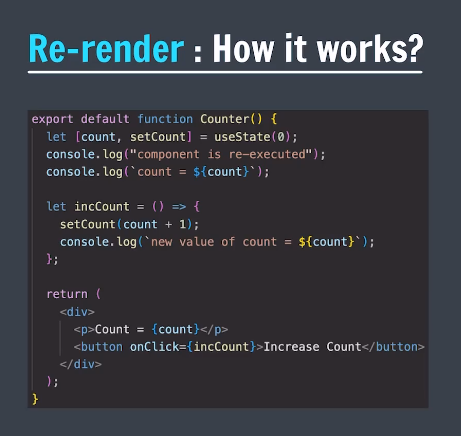 Re-render : How it works?
export default function Counter() {
  let [count, setCount] = useState(0);
  console.log("component is re-executed");
  console.log(`count = ${count}`);
  let incCount = () => {
    setCount(count + 1);
    console.log(`new value of count = ${count}`);
  };
  return (
    <div>
      <p>Count = {count}</p>
      <button onClick={incCount}>Increase Count</button>
    </div>
  );
}